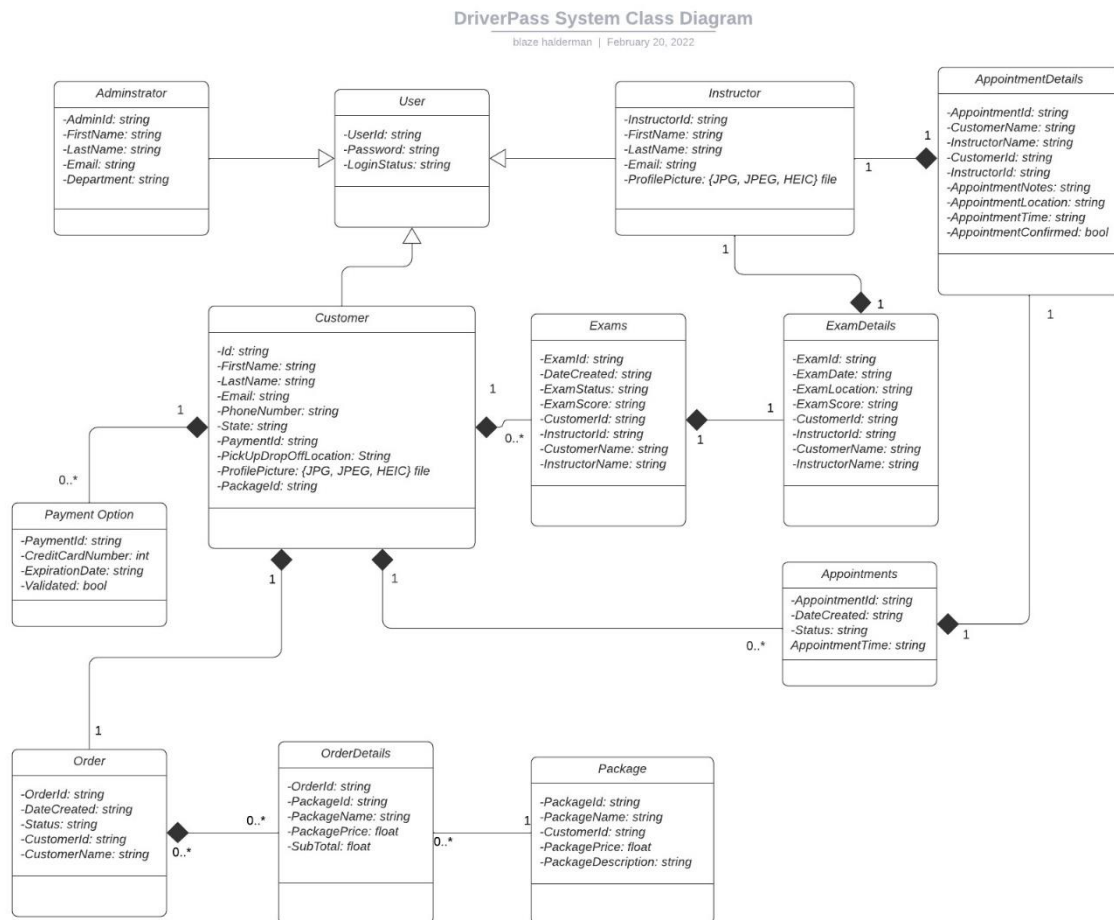 DriverPass System Class Diagram
blaze halderman | February 20, 2022
Adminstrator
-AdminId: string
-FirstName: string
-LastName: string
-Email: string
-Department: string
User
-UserId: string
-Password: string
-LoginStatus: string
Instructor
-InstructorId: string
-FirstName: string
-LastName: string
-Email: string
-ProfilePicture: {JPG, JPEG, HEIC} file
AppointmentDetails
-AppointmentId: string
-CustomerName: string
-InstructorName: string
-CustomerId: string
-InstructorId: string
-AppointmentNotes: string
-AppointmentLocation: string
-AppointmentTime: string
-AppointmentConfirmed: bool
1
1
1
1
1
Customer
-Id: string
-FirstName: string
-LastName: string
-Email: string
-PhoneNumber: string
-State: string
-PaymentId: string
-PickUpDropOffLocation: String
-ProfilePicture: {JPG, JPEG, HEIC} file
-PackageId: string
1
1
0..*
Exams
-ExamId: string
-DateCreated: string
-ExamStatus: string
-ExamScore: string
-CustomerId: string
-InstructorId: string
-CustomerName: string
-InstructorName: string
1
1
ExamDetails
-ExamId: string
-ExamDate: string
-ExamLocation: string
-ExamScore: string
-CustomerId: string
-InstructorId: string
-CustomerName: string
-InstructorName: string
0..*
Payment Option
-PaymentId: string
-CreditCardNumber: int
-ExpirationDate: string
-Validated: bool
1
1
Appointments
-AppointmentId: string
-DateCreated: string
-Status: string
AppointmentTime: string
1
0..*
1
Order
-OrderId: string
-DateCreated: string
-Status: string
-CustomerId: string
-CustomerName: string
0..*
0..*
OrderDetails
-OrderId: string
-PackageId: string
-PackageName: string
-PackagePrice: float
-SubTotal: float
0..*
1
Package
-PackageId: string
-PackageName: string
-CustomerId: string
-PackagePrice: float
-PackageDescription: string